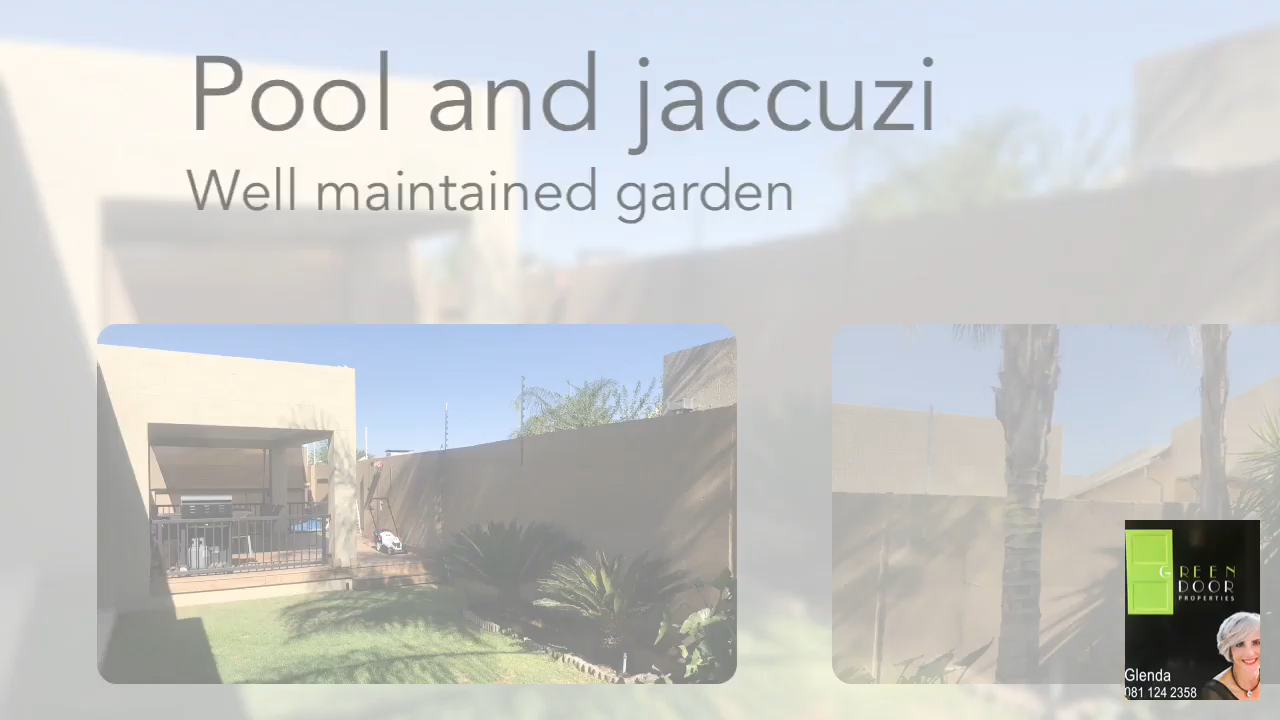 Pool and jaccuzi
Well maintained garden
GREEN
DOOR
PROPERTIES
Glenda
081 124 2358